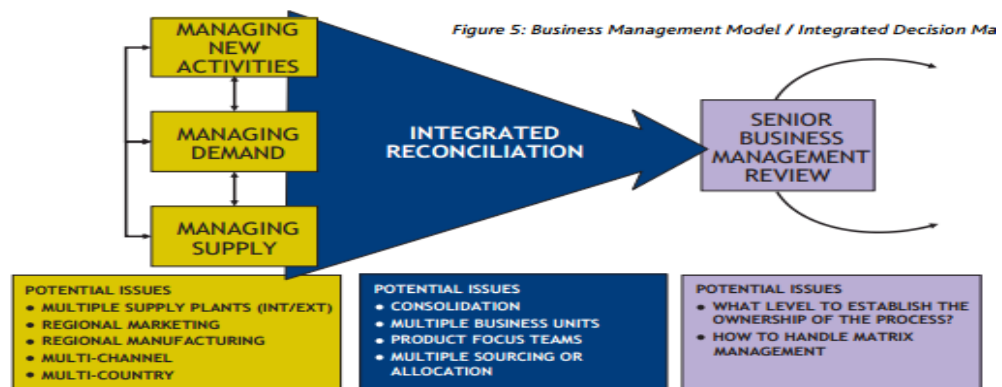 Figure 5: Business Management Model / Integrated Decision Ma
MANAGING
NEW
ACTIVITIES
MANAGING
DEMAND
MANAGING
SUPPLY
INTEGRATED
RECONCILIATION
SENIOR
BUSINESS
MANAGEMENT
REVIEW
POTENTIAL ISSUES
● MULTIPLE SUPPLY PLANTS (INT/EXT)
● REGIONAL MARKETING
● REGIONAL MANUFACTURING
● MULTI-CHANNEL
● MULTI-COUNTRY
POTENTIAL ISSUES
● CONSOLIDATION
● MULTIPLE BUSINESS UNITS
● PRODUCT FOCUS TEAMS
● MULTIPLE SOURCING OR
ALLOCATION
POTENTIAL ISSUES
● WHAT LEVEL TO ESTABLISH THE
OWNERSHIP OF THE PROCESS?
● HOW TO HANDLE MATRIX
MANAGEMENT